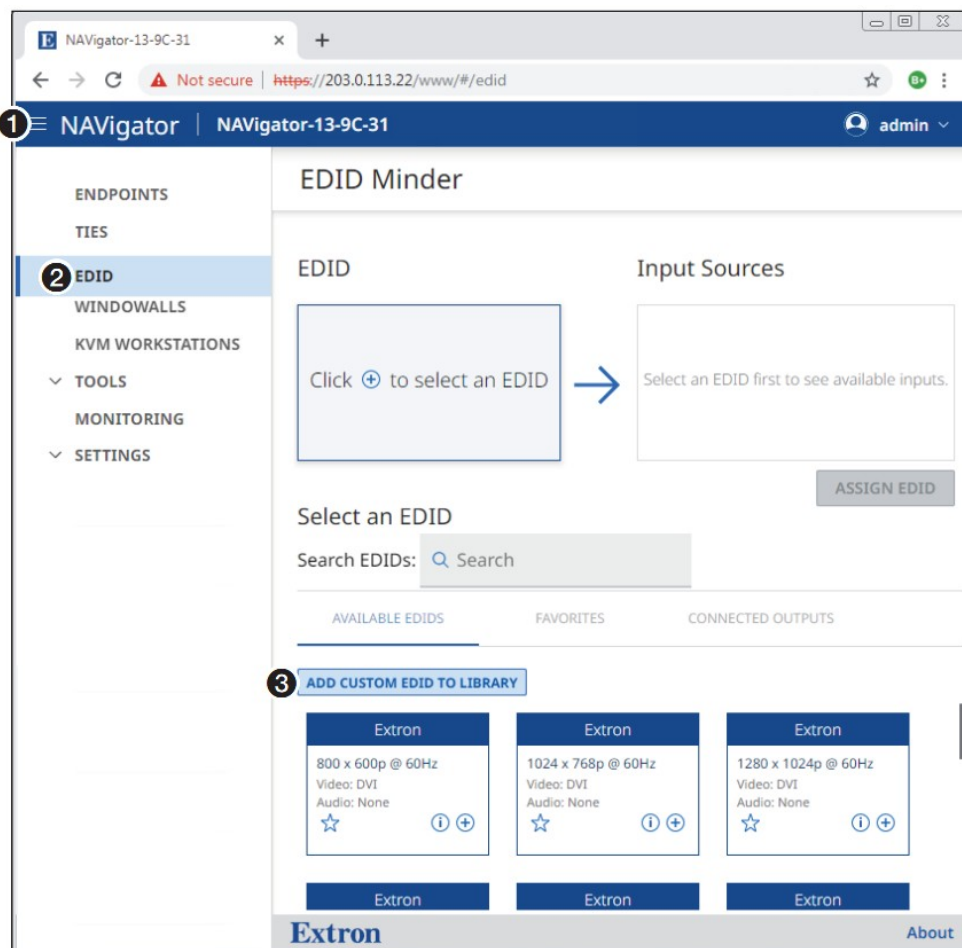 E NAVigator-13-9C-31
Not secure | https://203.0.113.22/www/#/edid
1 NAVigator | NAVigator-13-9C-31 admin
ENDPOINTS
TIES
2 EDID
WINDOWALLS
KVM WORKSTATIONS
TOOLS
MONITORING
SETTINGS
EDID Minder
EDID
Input Sources
Click ⊕ to select an EDID
Select an EDID first to see available inputs.
ASSIGN EDID
Select an EDID
Search EDIDs: Search
AVAILABLE EDIDS FAVORITES CONNECTED OUTPUTS
3 ADD CUSTOM EDID TO LIBRARY
Extron
800 x 600p @ 60Hz
Video: DVI
Audio: None
Extron
1024 x 768p @ 60Hz
Video: DVI
Audio: None
Extron
1280 x 1024p @ 60Hz
Video: DVI
Audio: None
Extron Extron Extron
Extron About